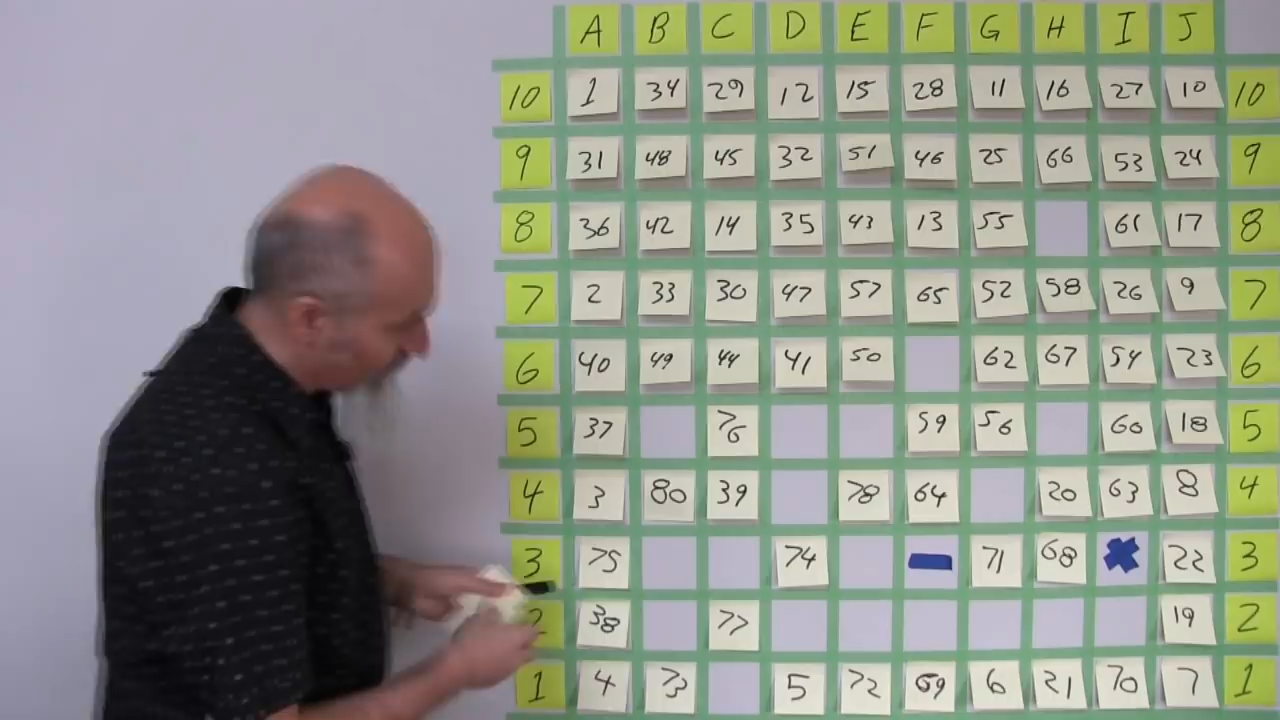 A B C D E F G H I J
10 1 34 29 12 15 28 11 16 27 10 10
9 31 48 45 32 51 46 25 66 53 24 9
8 36 42 14 35 43 13 55 61 17 8
7 2 33 30 47 57 65 52 58 26 9 7
6 40 49 44 41 50 62 67 54 23 6
5 37 76 59 56 60 18 5
4 3 80 39 78 64 20 63 8 4
3 75 74 71 68 22 3
2 38 77 19 2
1 4 73 5 72 69 6 21 70 7 1